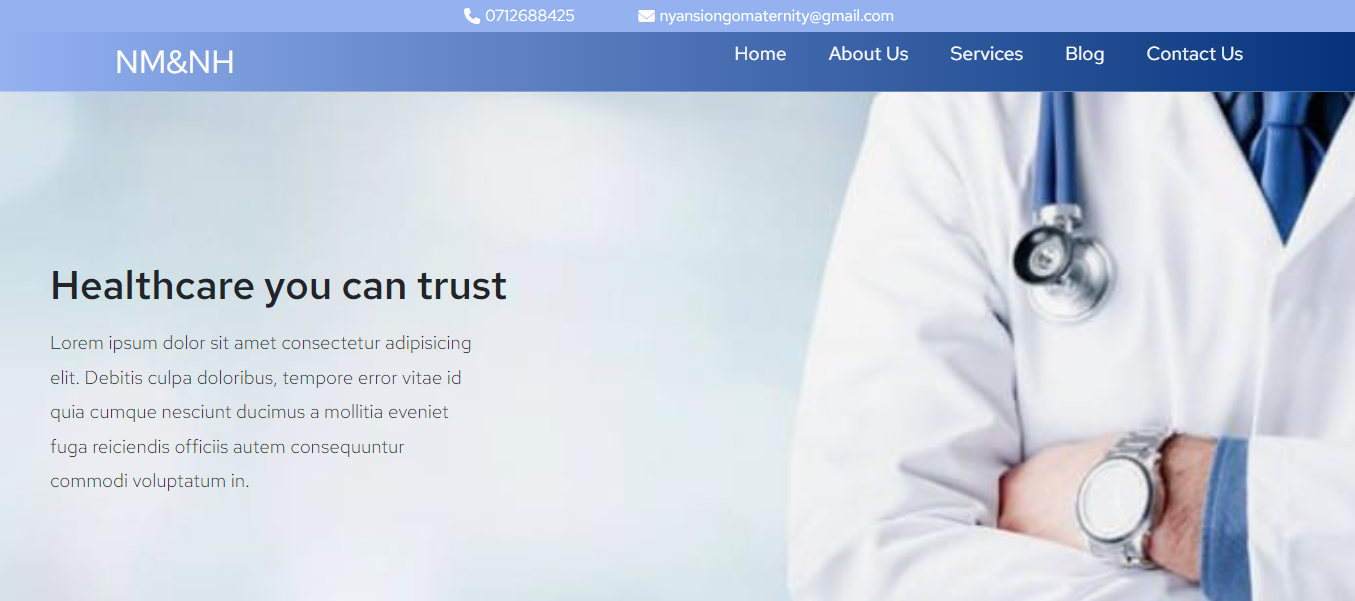 0712688425 nyansiongomaternity@gmail.com
NM&NH Home About Us Services Blog Contact Us
Healthcare you can trust
Lorem ipsum dolor sit amet consectetur adipisicing
elit. Debitis culpa doloribus, tempore error vitae id
quia cumque nesciunt ducimus a mollitia eveniet
fuga reiciendis officiis autem consequuntur
commodi voluptatum in.